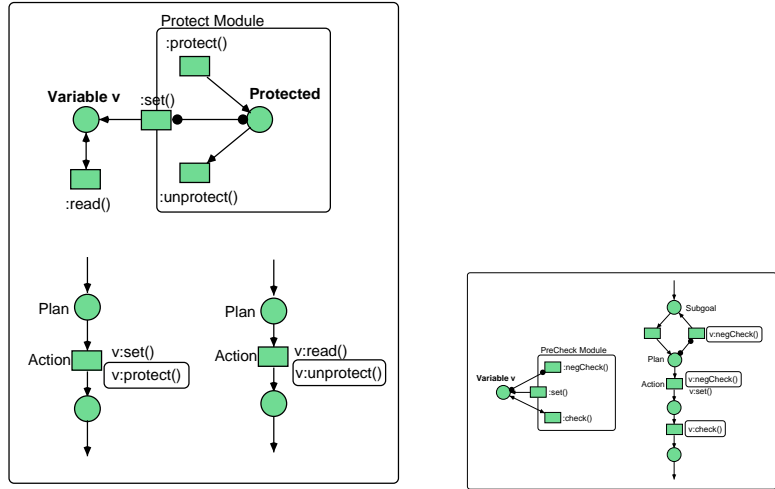 Protect Module
:protect()
Variable v
:set()
Protected
:read()
:unprotect()
Plan
Action
v:set()
v:protect()
Plan
Action
v:read()
v:unprotect()
PreCheck Module
:negCheck()
Variable v
:set()
:check()
Subgoal
v:negCheck()
Plan
Action
v:negCheck()
v:set()
v:check()